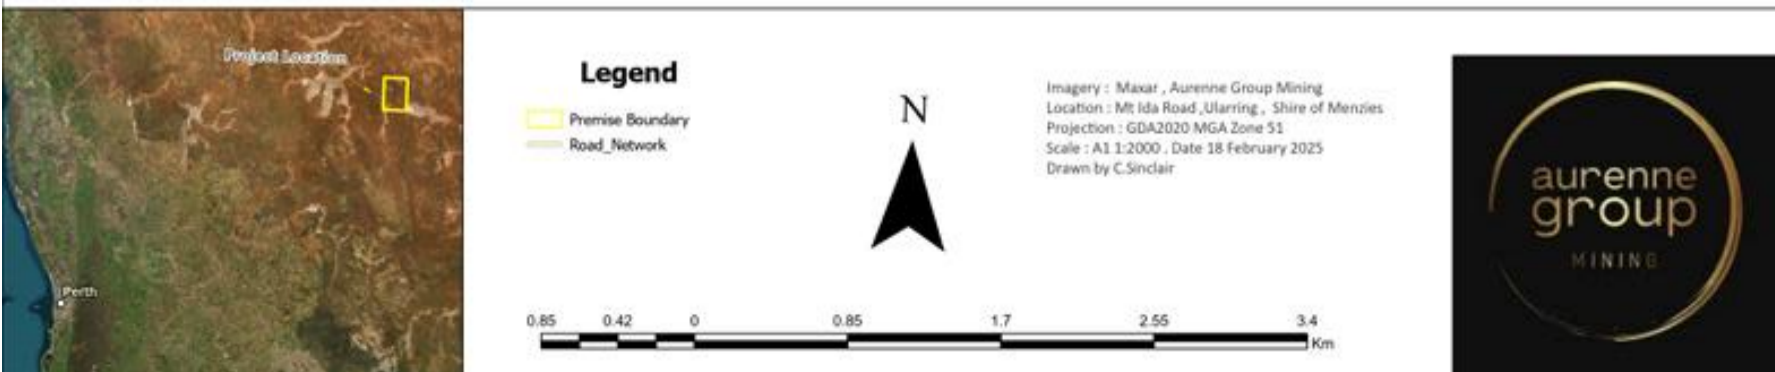 Project Location
Perth
Legend
Premise Boundary
Road_Network
N
Imagery : Maxar , Aurenne Group Mining
Location : Mt Ida Road ,Ularring , Shire of Menzies
Projection : GDA2020 MGA Zone 51
Scale : A1 1:2000 . Date 18 February 2025
Drawn by C.Sinclair
0.85 0.42 0 0.85 1.7 2.55 3.4
Km
aurenne
group
MINING